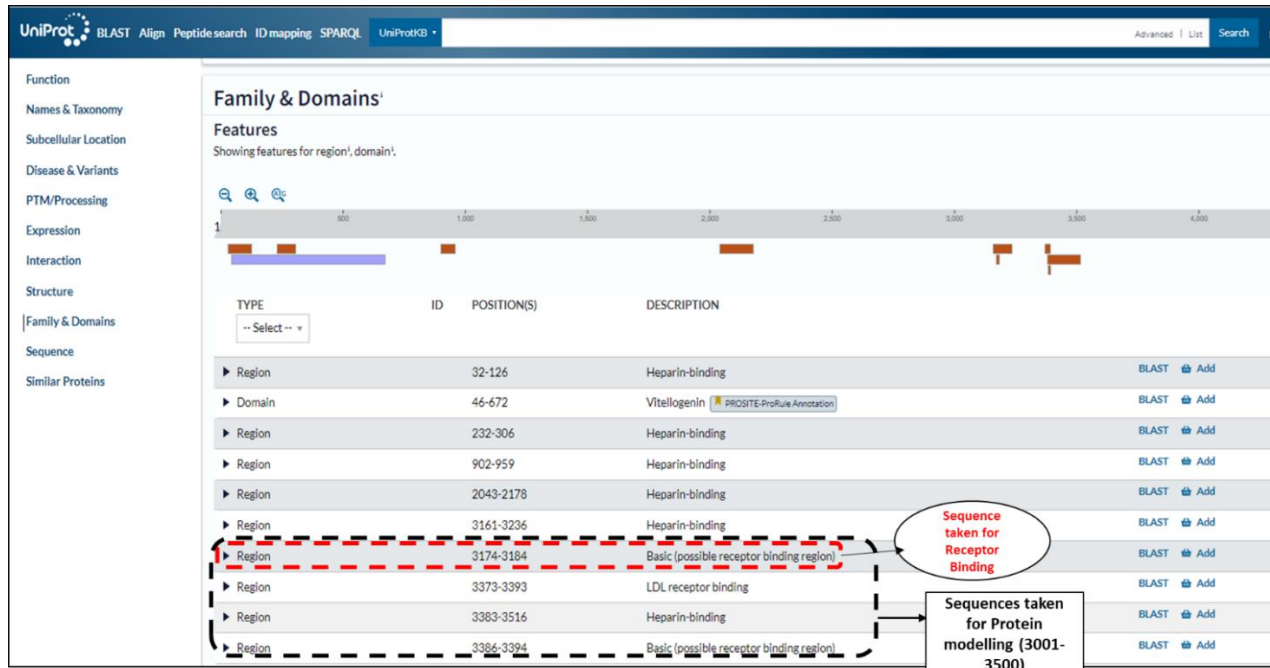 UniProt BLAST Align Peptide search ID mapping SPARQL UniProtKB Advanced | List Search
Function
Names & Taxonomy
Subcellular Location
Disease & Variants
PTM/Processing
Expression
Interaction
Structure
Family & Domains
Sequence
Similar Proteins
Family & Domains
Features
Showing features for region, domain.
1 500 1,000 1,500 2,000 2,500 3,000 3,500 4,000
TYPE ID POSITION(S) DESCRIPTION
-- Select --
Region 32-126 Heparin-binding BLAST Add
Domain 46-672 Vitellogenin PROSITE-ProRule Annotation BLAST Add
Region 232-306 Heparin-binding BLAST Add
Region 902-959 Heparin-binding BLAST Add
Region 2043-2178 Heparin-binding BLAST Add
Region 3161-3236 Heparin-binding BLAST Add
Region 3174-3184 Basic (possible receptor binding region) BLAST Add
Region 3373-3393 LDL receptor binding BLAST Add
Region 3383-3516 Heparin-binding BLAST Add
Region 3386-3394 Basic (possible receptor binding region) BLAST Add
Sequence
taken for
Receptor
Binding
Sequences taken
for Protein
modelling (3001-
3500)